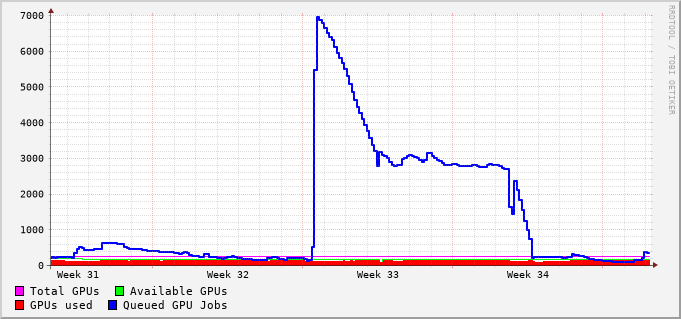 7000
6000
5000
4000
3000
2000
1000
0
Week 31 Week 32 Week 33 Week 34
Total GPUs Available GPUs
GPUs used Queued GPU Jobs
RRDTOOL / TOBI OETIKER